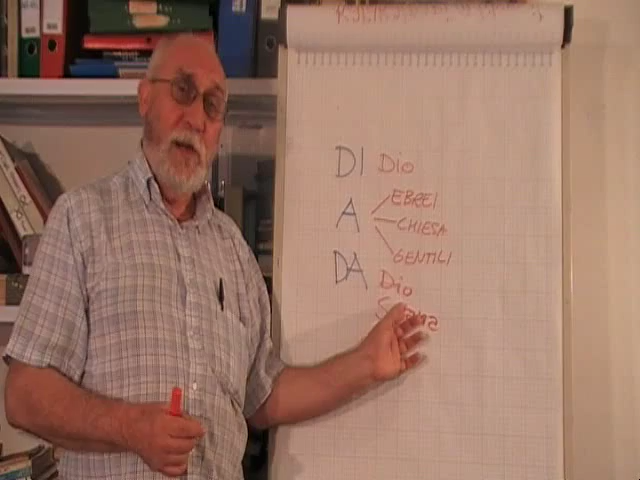 DI Dio
A EBREI
CHIESA
GENTILI
DA Dio